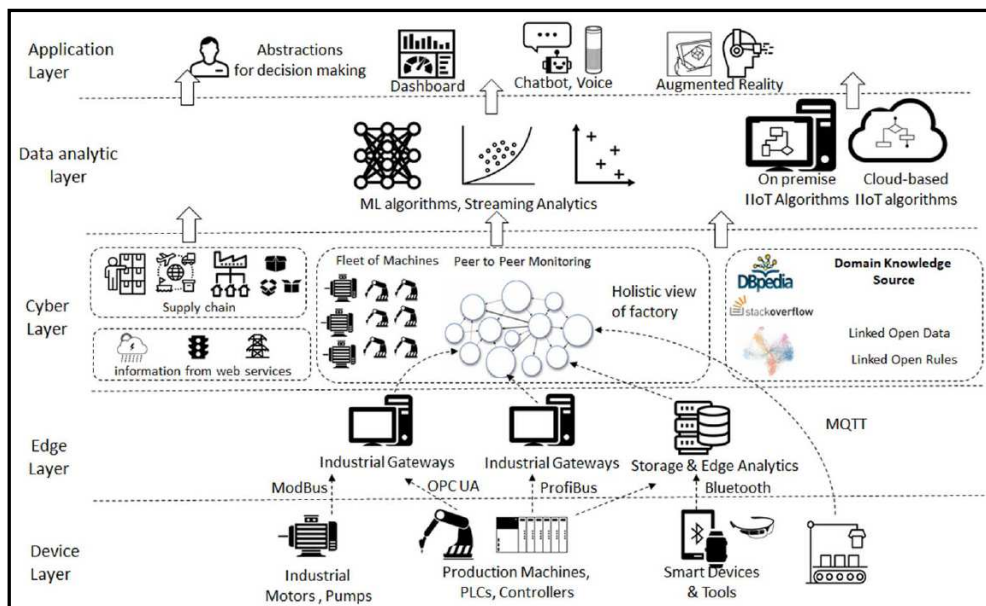 Application
Layer
Abstractions
for decision making
Dashboard
Chatbot, Voice
Augmented Reality
Data analytic
layer
ML algorithms, Streaming Analytics
On premise
IIoT Algorithms
Cloud-based
IIoT algorithms
Cyber
Layer
Supply chain
information from web services
Fleet of Machines
Peer to Peer Monitoring
Holistic view
of factory
DBpedia
stackoverflow
Domain Knowledge
Source
Linked Open Data
Linked Open Rules
Edge
Layer
Industrial Gateways
Industrial Gateways
Storage & Edge Analytics
MQTT
ModBus
OPC UA
ProfiBus
Bluetooth
Device
Layer
Industrial
Motors , Pumps
Production Machines,
PLCs, Controllers
Smart Devices
& Tools